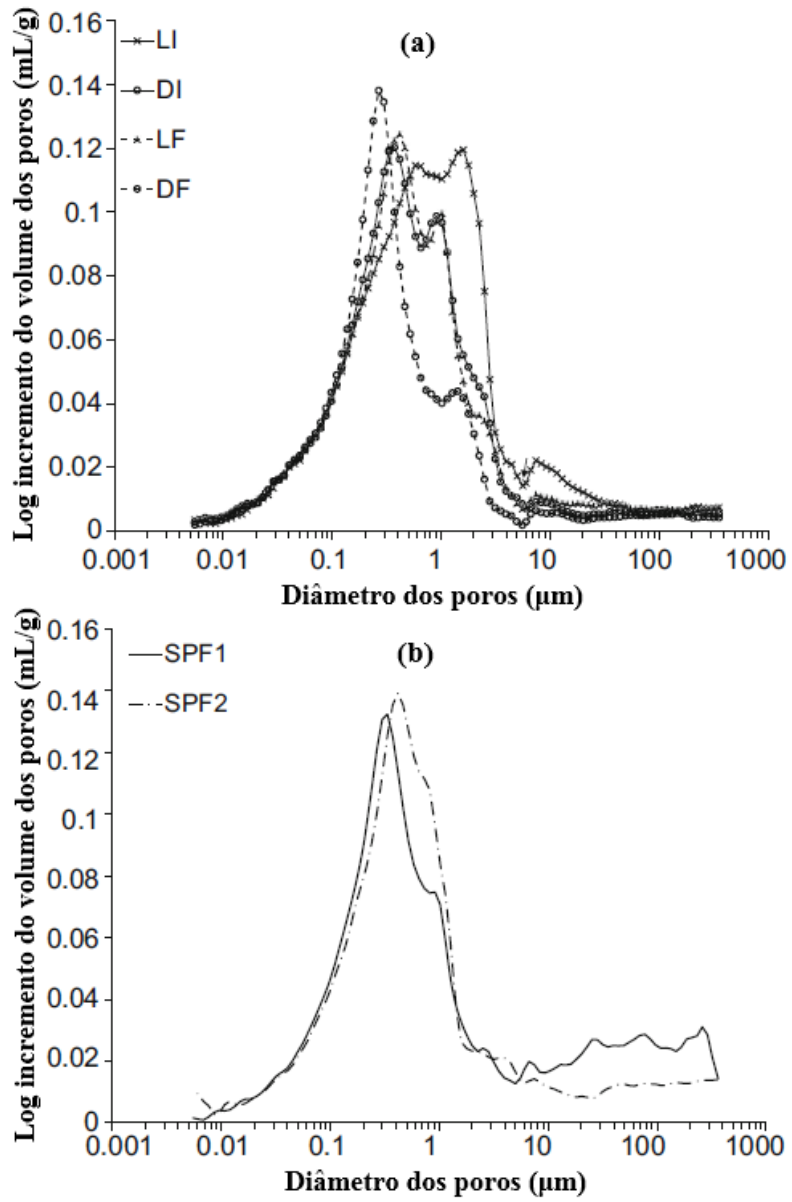 Log incremento do volume dos poros (mL/g)
0.16
0.14
0.12
0.1
0.08
0.06
0.04
0.02
0
LI
DI
LF
DF
(a)
0.001 0.01 0.1 1 10 100 1000
Diâmetro dos poros (µm)
Log incremento do volume dos poros (mL/g)
0.16
0.14
0.12
0.1
0.08
0.06
0.04
0.02
0
SPF1
SPF2
(b)
0.001 0.01 0.1 1 10 100 1000
Diâmetro dos poros (µm)